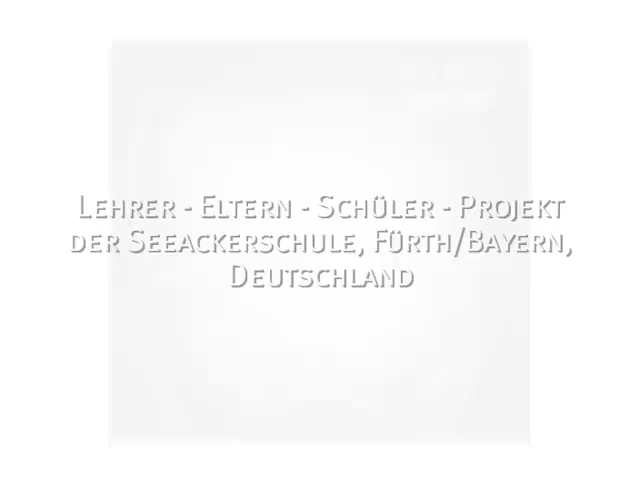 Lehrer - Eltern - Schüler - Projekt
der Seeackerschule, Fürth/Bayern,
Deutschland